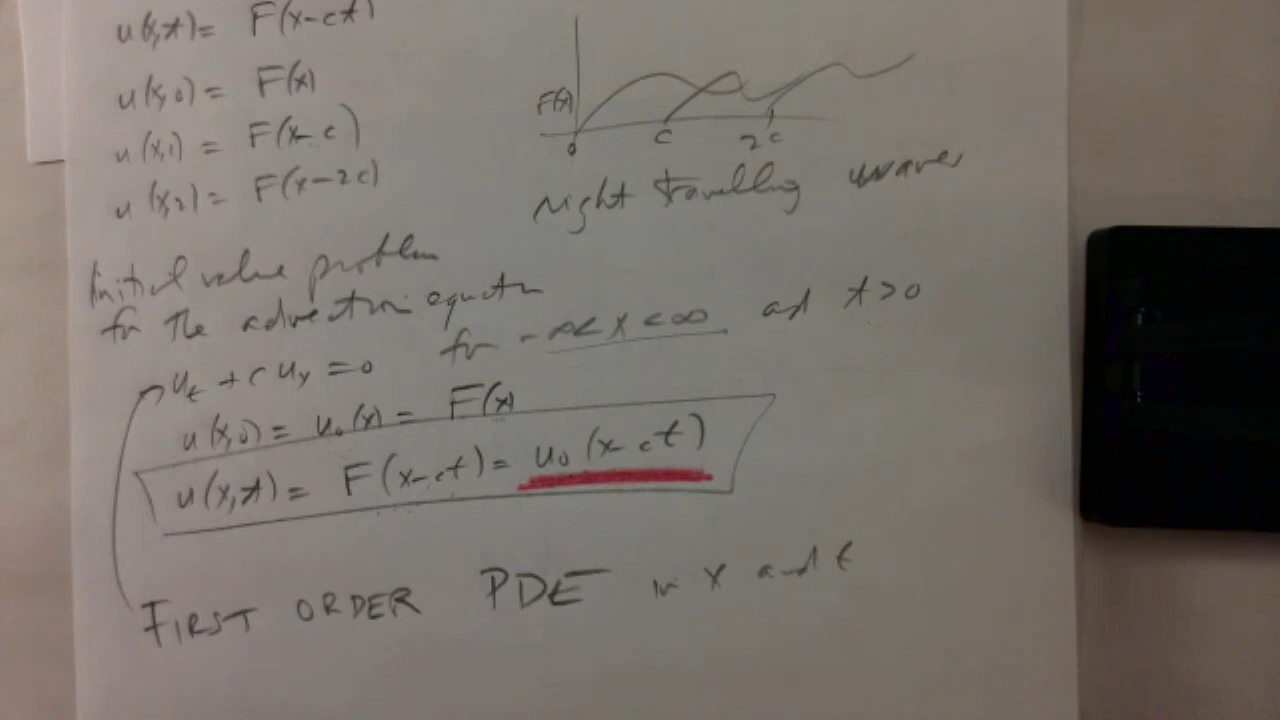 u(x,t) = F(x-ct)
u(x,0) = F(x)
u(x,1) = F(x-c)
u(x,2) = F(x-2c)
F(x)
0 c 2c
right travelling waves
Initial value problem
for the advection equation
u_t + c u_x = 0 for -∞ < x < ∞ and t > 0
u(x,0) = u_0(x) = F(x)
u(x,t) = F(x-ct) = u_0(x-ct)
FIRST ORDER PDE in x and t